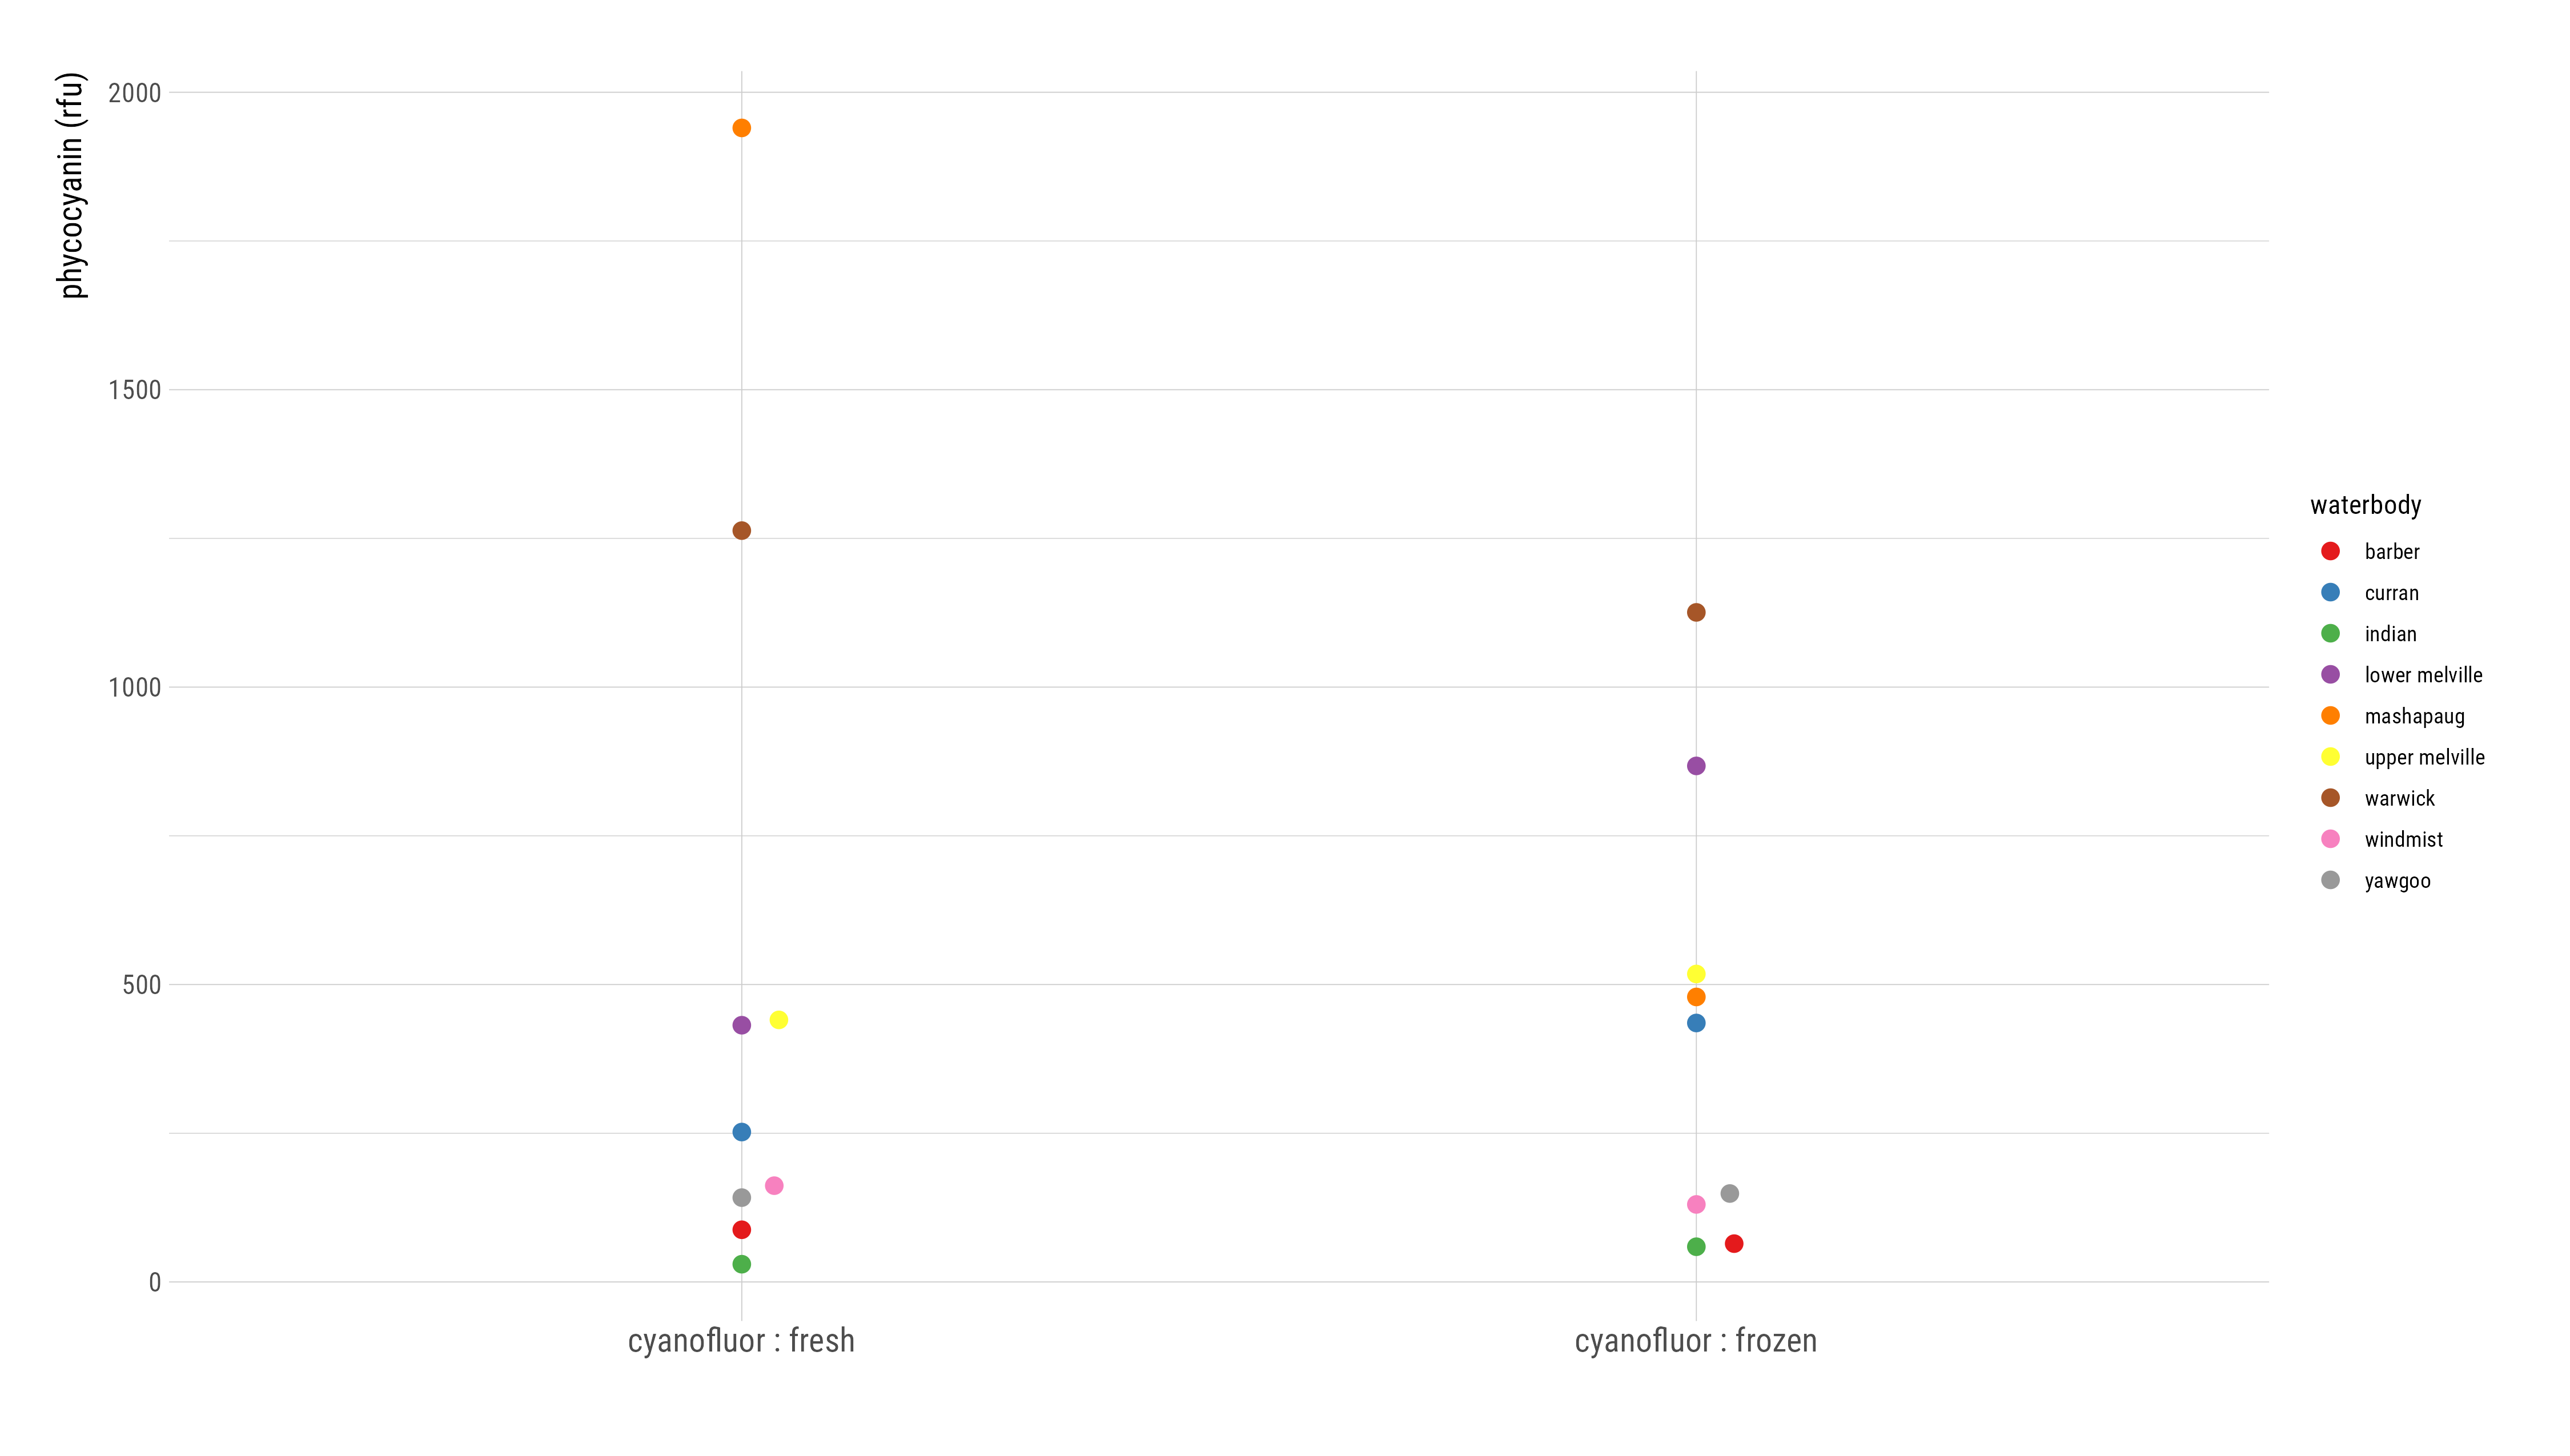 phycocyanin (rfu)
2000
1500
1000
500
0
cyanofluor : fresh
cyanofluor : frozen
waterbody
barber
curran
indian
lower melville
mashapaug
upper melville
warwick
windmist
yawgoo